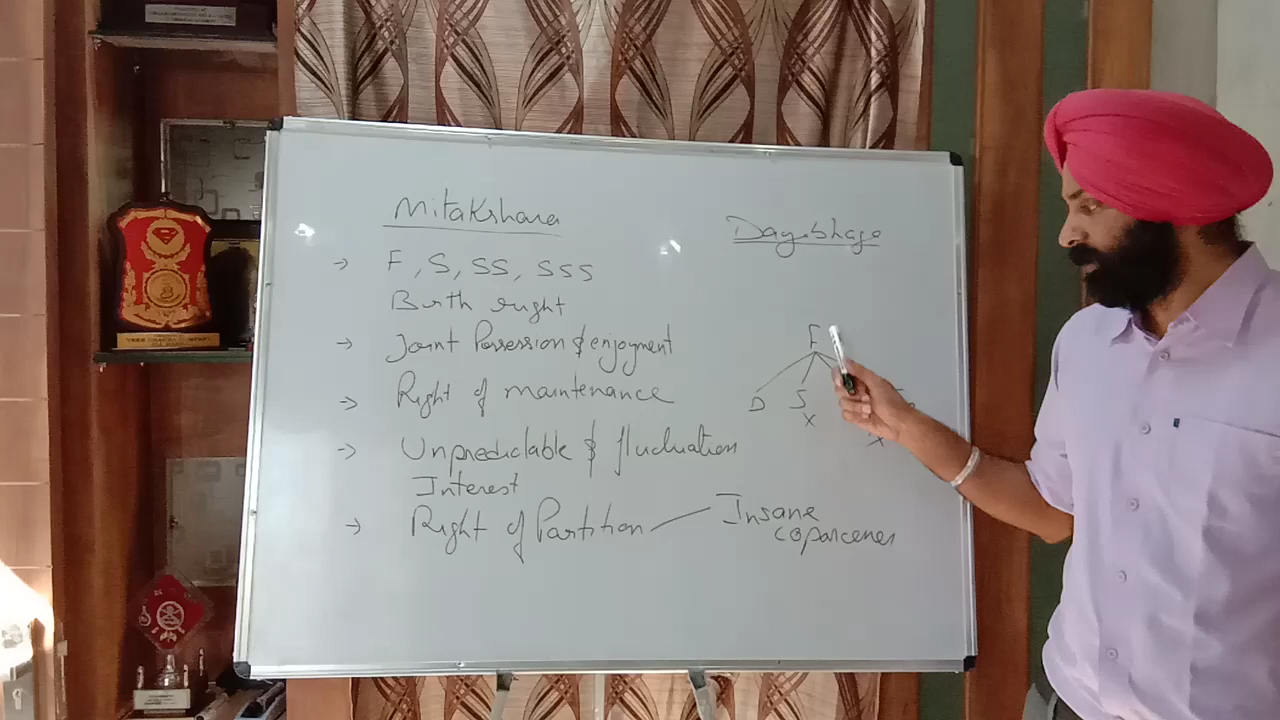 Mitakshara
→ F, S, SS, SSS
Birth right
→ Joint Possession & enjoyment
→ Right of maintenance
→ Unpredictable & fluctuation
Interest
→ Right of Partition — Insane
coparcener
Dayabhaga
F
D S
X X